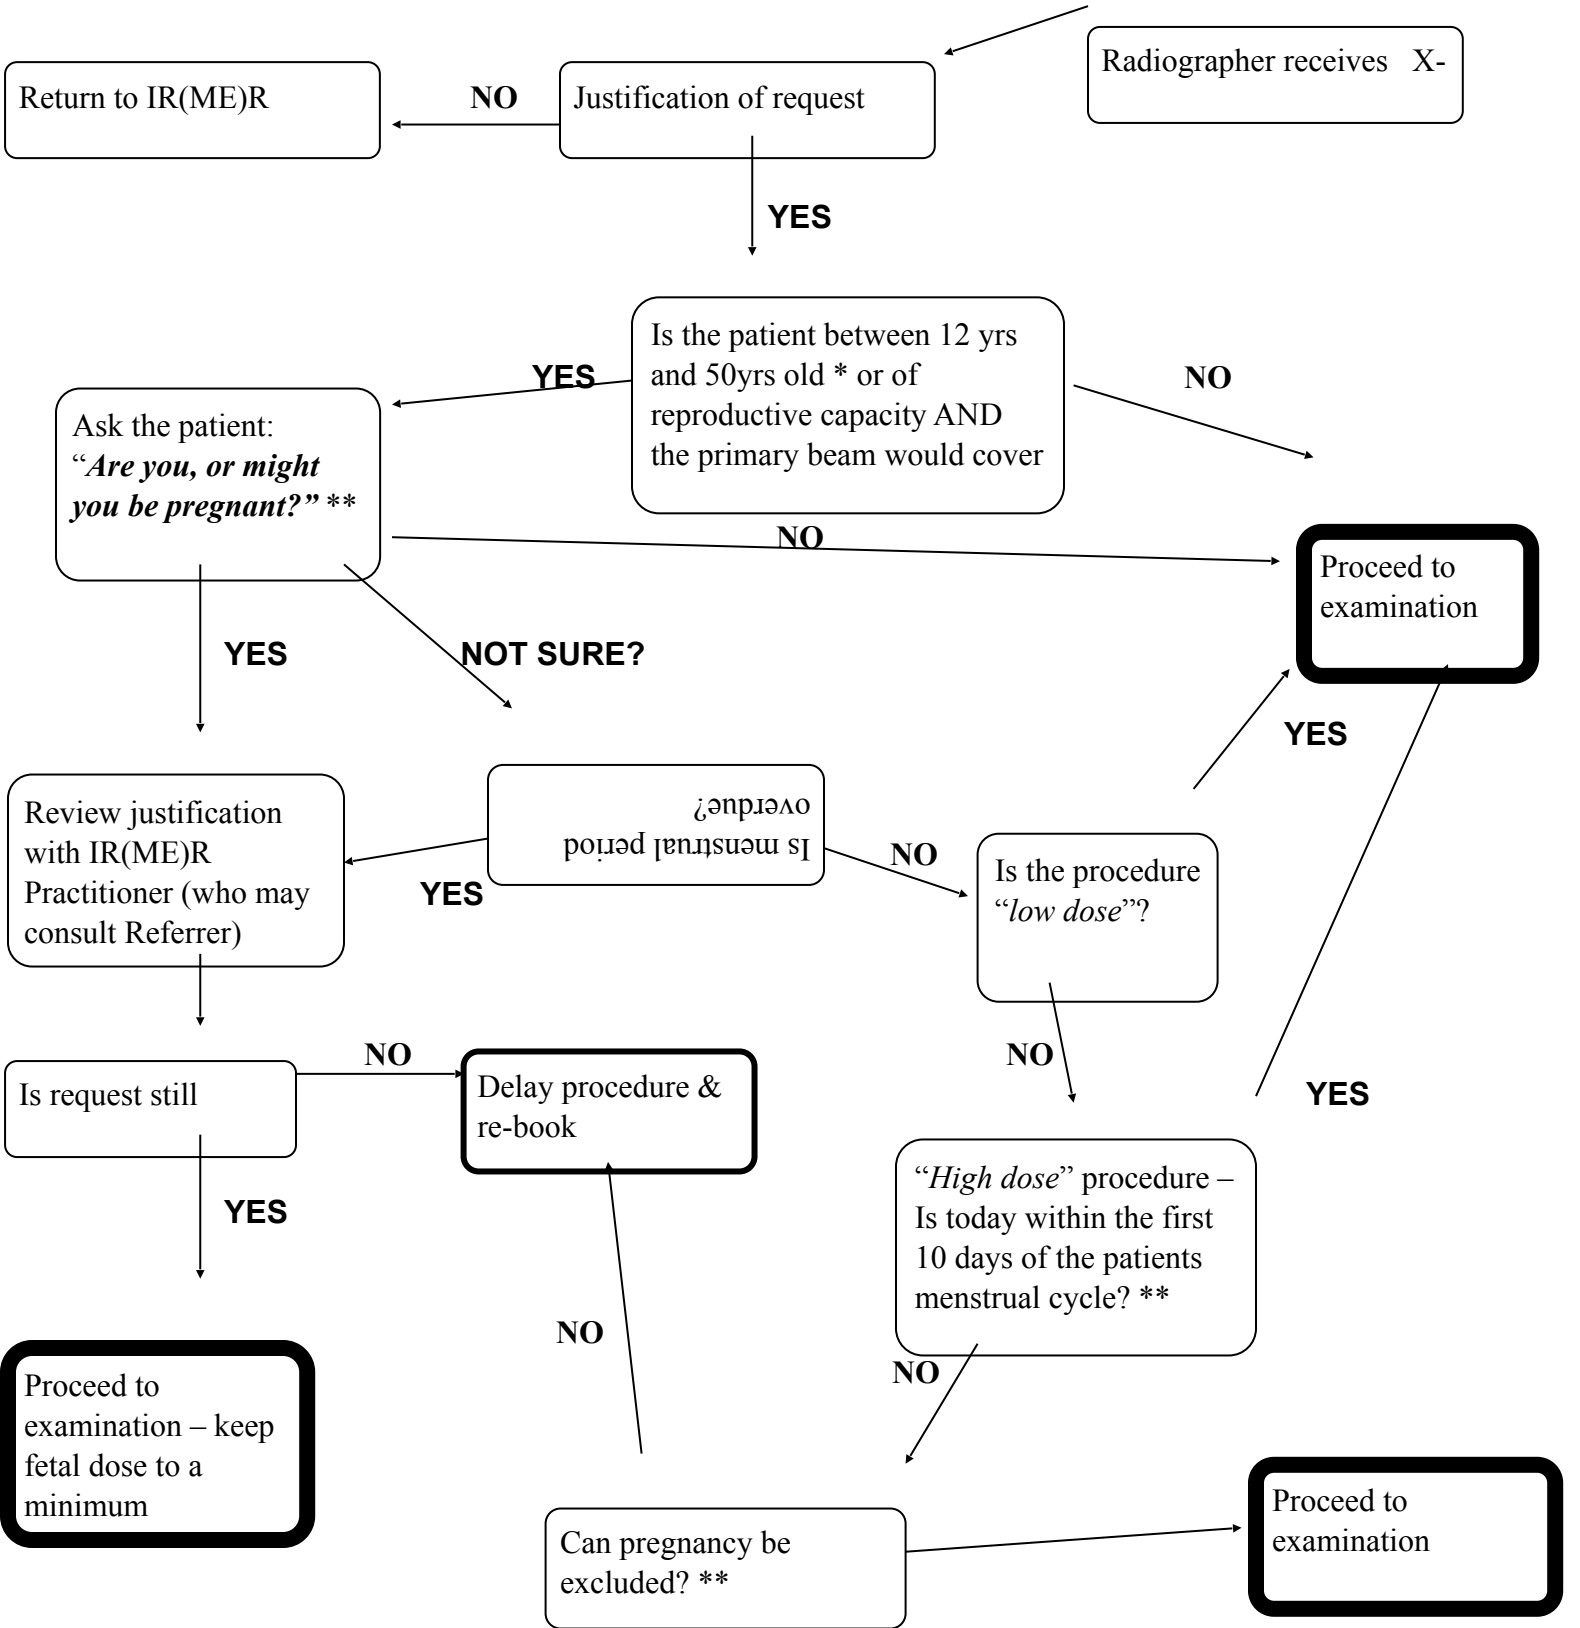 Radiographer receives X-
Return to IR(ME)R
NO
Justification of request
YES
Is the patient between 12 yrs
and 50yrs old * or of
reproductive capacity AND
the primary beam would cover
YES
NO
Ask the patient:
“Are you, or might
you be pregnant?” **
NO
Proceed to
examination
YES
NOT SURE?
YES
Review justification
with IR(ME)R
Practitioner (who may
consult Referrer)
Is menstrual period
overdue?
YES
NO
Is the procedure
“low dose”?
NO
YES
Is request still
NO
Delay procedure &
re-book
YES
“High dose” procedure –
Is today within the first
10 days of the patients
menstrual cycle? **
NO
NO
Proceed to
examination – keep
fetal dose to a
minimum
Can pregnancy be
excluded? **
Proceed to
examination